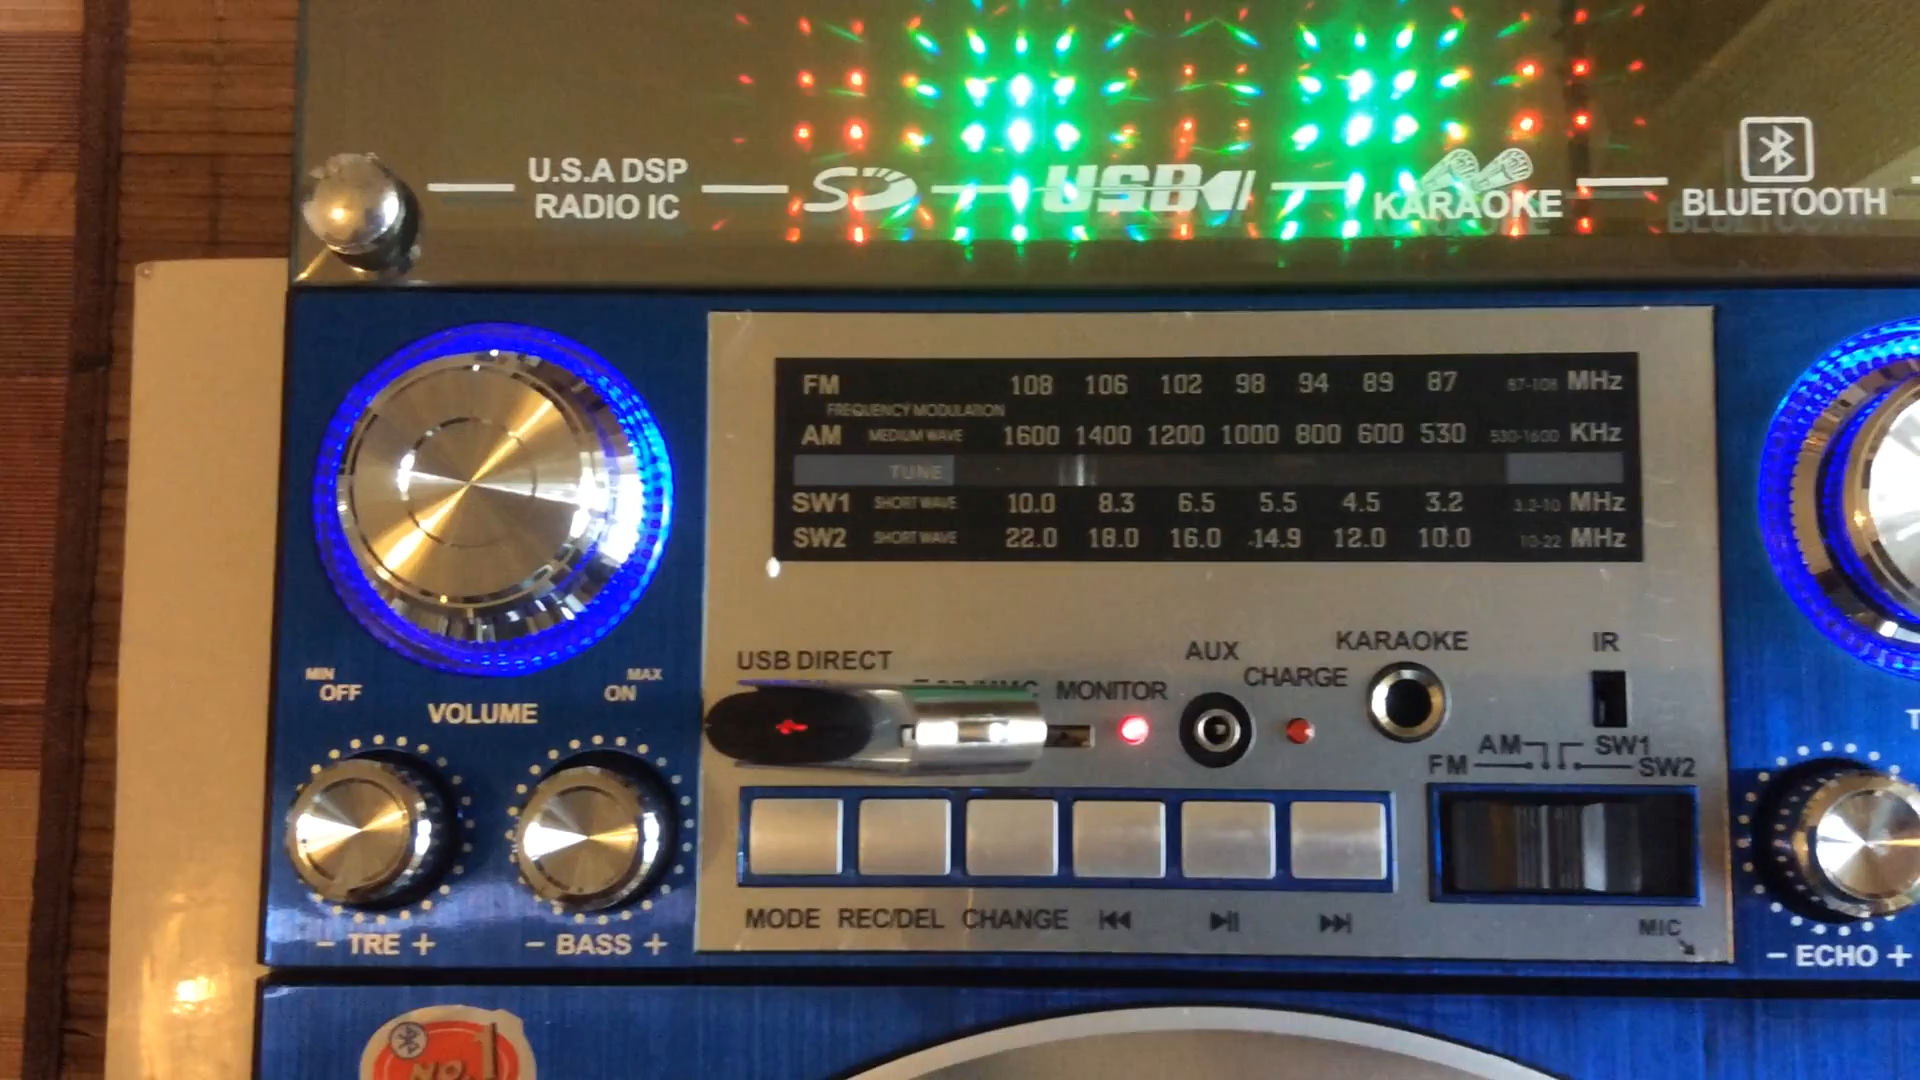 U.S.A DSP
RADIO IC
SD
USB
KARAOKE
BLUETOOTH
FM 108 106 102 98 94 89 87 87-108 MHz
FREQUENCY MODULATION
AM MEDIUM WAVE 1600 1400 1200 1000 800 600 530 530-1600 KHz
TUNE
SW1 SHORT WAVE 10.0 8.3 6.5 5.5 4.5 3.2 3.2-10 MHz
SW2 SHORT WAVE 22.0 18.0 16.0 14.9 12.0 10.0 10-22 MHz
MIN
OFF
MAX
ON
VOLUME
USB DIRECT
MONITOR
AUX
CHARGE
KARAOKE
IR
FM AM SW1 SW2
MODE REC/DEL CHANGE
MIC
- TRE +
- BASS +
- ECHO +
NO.1